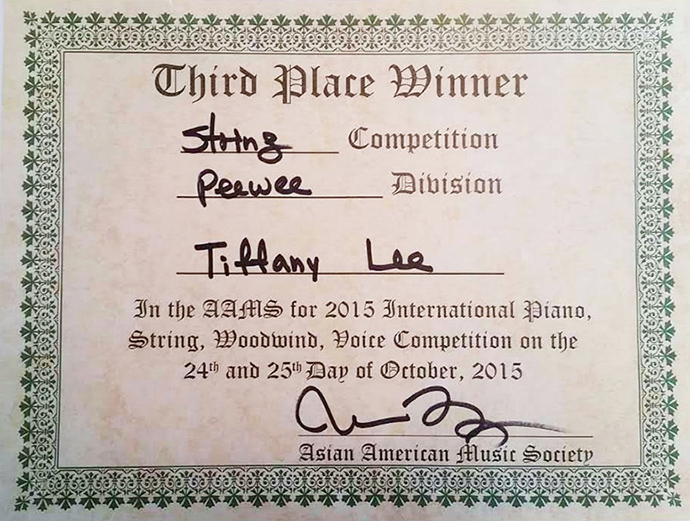 Third Place Winner
String Competition
Peewee Division
Tiffany Lee
In the AAMS for 2015 International Piano,
String, Woodwind, Voice Competition on the
24th and 25th Day of October, 2015
Asian American Music Society